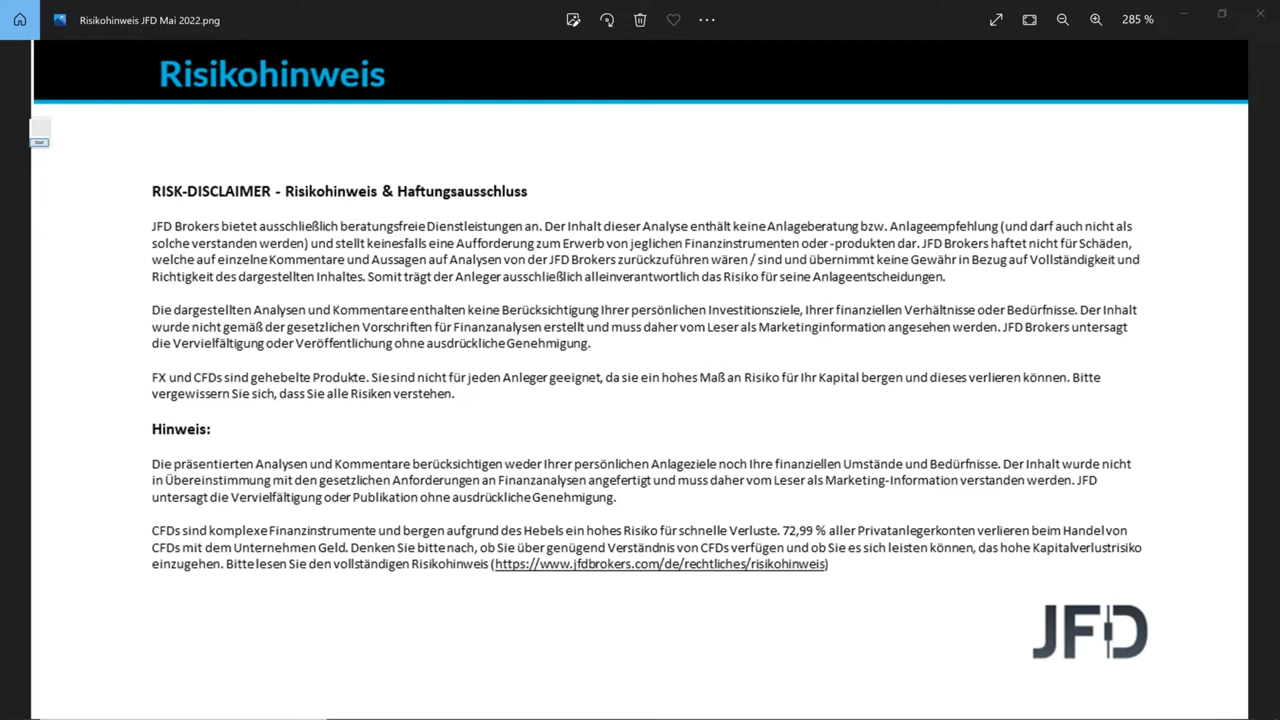 Risikohinweis JFD Mai 2022.png
285 %
Risikohinweis
Start
RISK-DISCLAIMER - Risikohinweis & Haftungsausschluss
JFD Brokers bietet ausschließlich beratungsfreie Dienstleistungen an. Der Inhalt dieser Analyse enthält keine Anlageberatung bzw. Anlageempfehlung (und darf auch nicht als
solche verstanden werden) und stellt keinesfalls eine Aufforderung zum Erwerb von jeglichen Finanzinstrumenten oder -produkten dar. JFD Brokers haftet nicht für Schäden,
welche auf einzelne Kommentare und Aussagen auf Analysen von der JFD Brokers zurückzuführen wären / sind und übernimmt keine Gewähr in Bezug auf Vollständigkeit und
Richtigkeit des dargestellten Inhaltes. Somit trägt der Anleger ausschließlich alleinverantwortlich das Risiko für seine Anlageentscheidungen.
Die dargestellten Analysen und Kommentare enthalten keine Berücksichtigung Ihrer persönlichen Investitionsziele, Ihrer finanziellen Verhältnisse oder Bedürfnisse. Der Inhalt
wurde nicht gemäß der gesetzlichen Vorschriften für Finanzanalysen erstellt und muss daher vom Leser als Marketinginformation angesehen werden. JFD Brokers untersagt
die Vervielfältigung oder Veröffentlichung ohne ausdrückliche Genehmigung.
FX und CFDs sind gehebelte Produkte. Sie sind nicht für jeden Anleger geeignet, da sie ein hohes Maß an Risiko für Ihr Kapital bergen und dieses verlieren können. Bitte
vergewissern Sie sich, dass Sie alle Risiken verstehen.
Hinweis:
Die präsentierten Analysen und Kommentare berücksichtigen weder Ihrer persönlichen Anlageziele noch Ihre finanziellen Umstände und Bedürfnisse. Der Inhalt wurde nicht
in Übereinstimmung mit den gesetzlichen Anforderungen an Finanzanalysen angefertigt und muss daher vom Leser als Marketing-Information verstanden werden. JFD
untersagt die Vervielfältigung oder Publikation ohne ausdrückliche Genehmigung.
CFDs sind komplexe Finanzinstrumente und bergen aufgrund des Hebels ein hohes Risiko für schnelle Verluste. 72,99 % aller Privatanlegerkonten verlieren beim Handel von
CFDs mit dem Unternehmen Geld. Denken Sie bitte nach, ob Sie über genügend Verständnis von CFDs verfügen und ob Sie es sich leisten können, das hohe Kapitalverlustrisiko
einzugehen. Bitte lesen Sie den vollständigen Risikohinweis (https://www.jfdbrokers.com/de/rechtliches/risikohinweis)
JFD